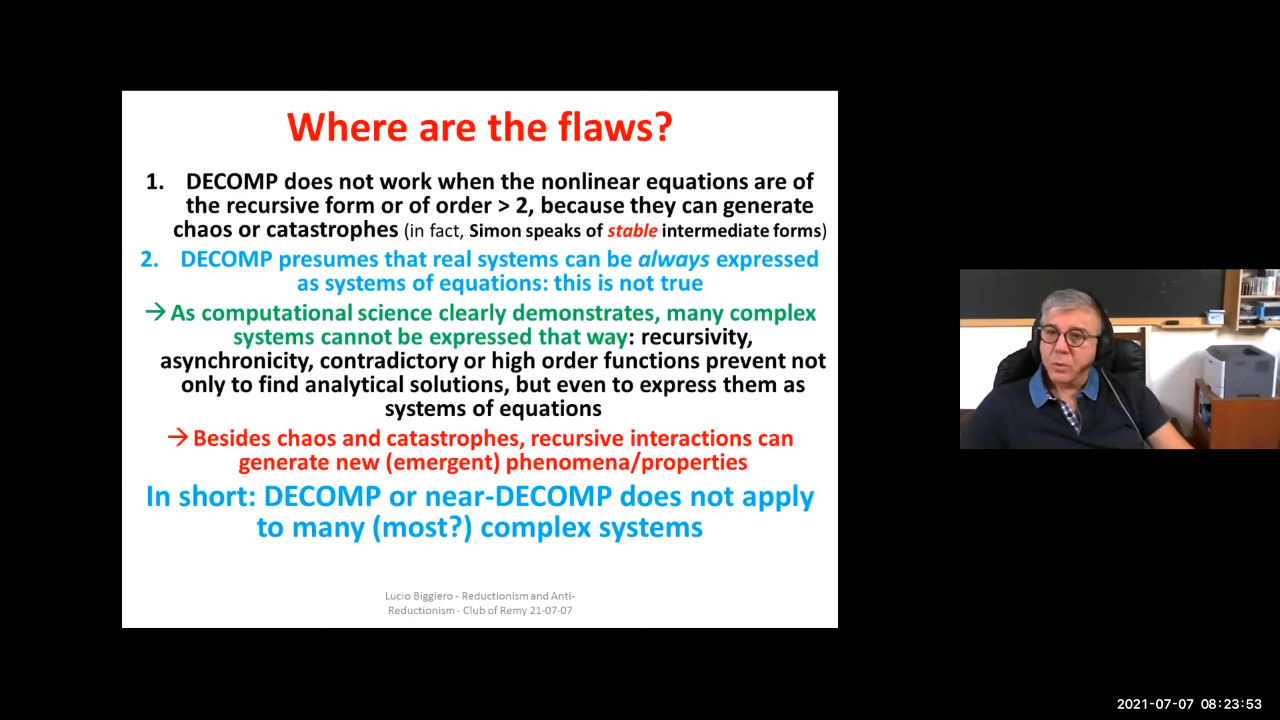 Where are the flaws?
1. DECOMP does not work when the nonlinear equations are of
the recursive form or of order > 2, because they can generate
chaos or catastrophes (in fact, Simon speaks of stable intermediate forms)
2. DECOMP presumes that real systems can be always expressed
as systems of equations: this is not true
→ As computational science clearly demonstrates, many complex
systems cannot be expressed that way: recursivity,
asynchronicity, contradictory or high order functions prevent not
only to find analytical solutions, but even to express them as
systems of equations
→ Besides chaos and catastrophes, recursive interactions can
generate new (emergent) phenomena/properties
In short: DECOMP or near-DECOMP does not apply
to many (most?) complex systems
Lucio Biggiero - Reductionism and Anti-
Reductionism - Club of Remy 21-07-07
2021-07-07 08:23:53